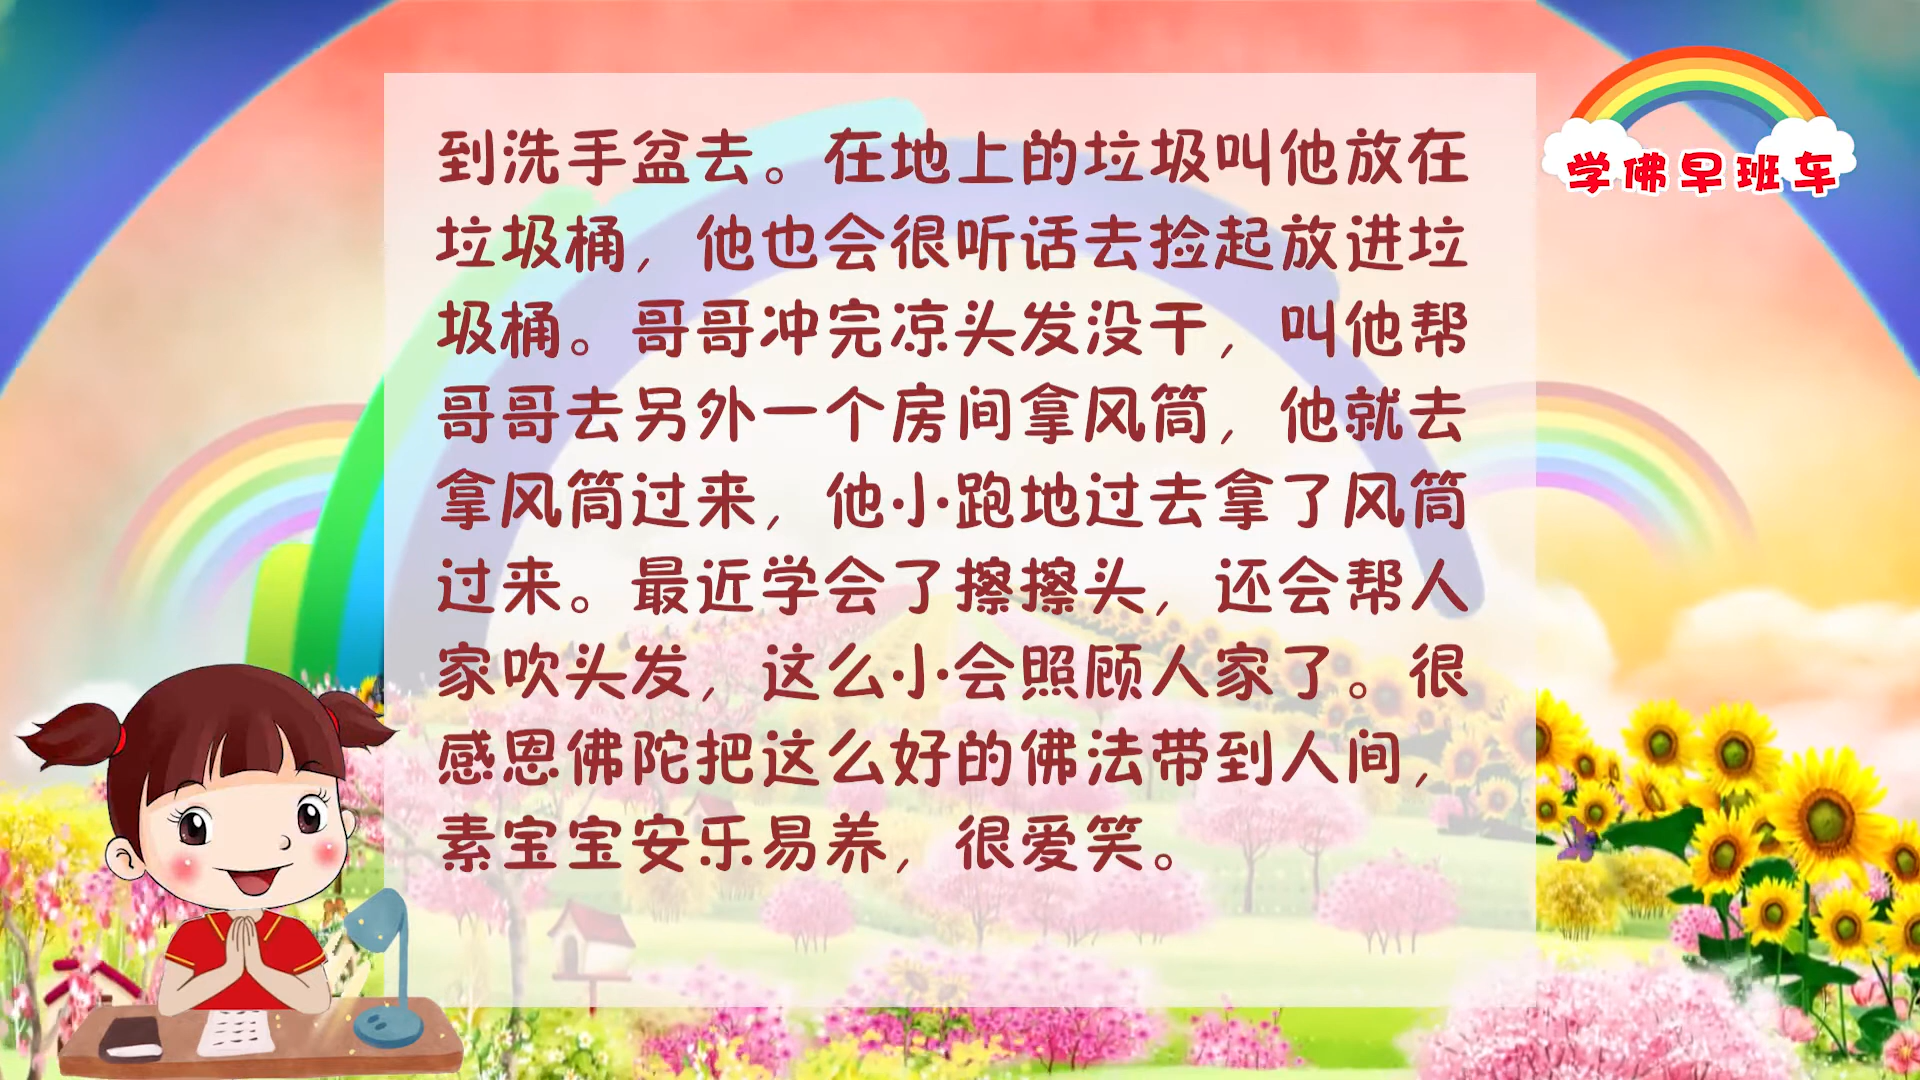 学佛早班车
到洗手盆去。在地上的垃圾叫他放在
垃圾桶，他也会很听话去捡起放进垃
圾桶。哥哥冲完凉头发没干，叫他帮
哥哥去另外一个房间拿风筒，他就去
拿风筒过来，他小跑地过去拿了风筒
过来。最近学会了擦擦头，还会帮人
家吹头发，这么小会照顾人家了。很
感恩佛陀把这么好的佛法带到人间，
素宝宝安乐易养，很爱笑。